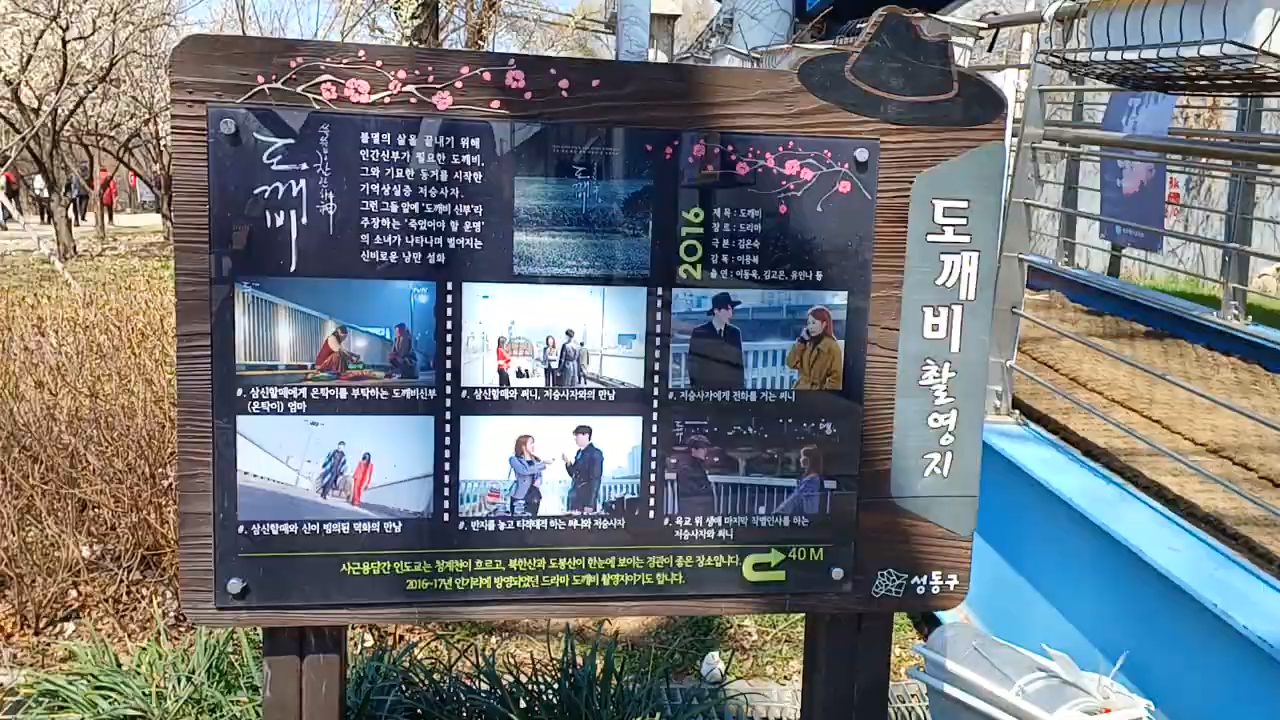 도깨비
쓸쓸하고 찬란하神
불멸의 삶을 끝내기 위해
인간신부가 필요한 도깨비,
그와 기묘한 동거를 시작한
기억상실증 저승사자.
그런 그들 앞에 '도깨비 신부'라
주장하는 '죽었어야 할 운명'
의 소녀가 나타나며 벌어지는
신비로운 낭만 설화
도깨비
2016
제 목 : 도깨비
장 르 : 드라마
극 본 : 김은숙
감 독 : 이응복
출 연 : 이동욱, 김고은, 유인나 등
#. 삼신할매에게 은탁이를 부탁하는 도깨비신부
(은탁이) 엄마
#. 삼신할매와 써니, 저승사자와의 만남
#. 저승사자에게 전화를 거는 써니
#. 삼신할매와 신이 빙의된 덕화의 만남
#. 반지를 놓고 티격태격 하는 써니와 저승사자
#. 육교 위 생애 마지막 작별인사를 하는
저승사자와 써니
사근용답간 인도교는 청계천이 흐르고, 북한산과 도봉산이 한눈에 보이는 경관이 좋은 장소입니다.
2016~17년 인기리에 방영되었던 드라마 도깨비 촬영지이기도 합니다.
40 M
도깨비 촬영지
성동구